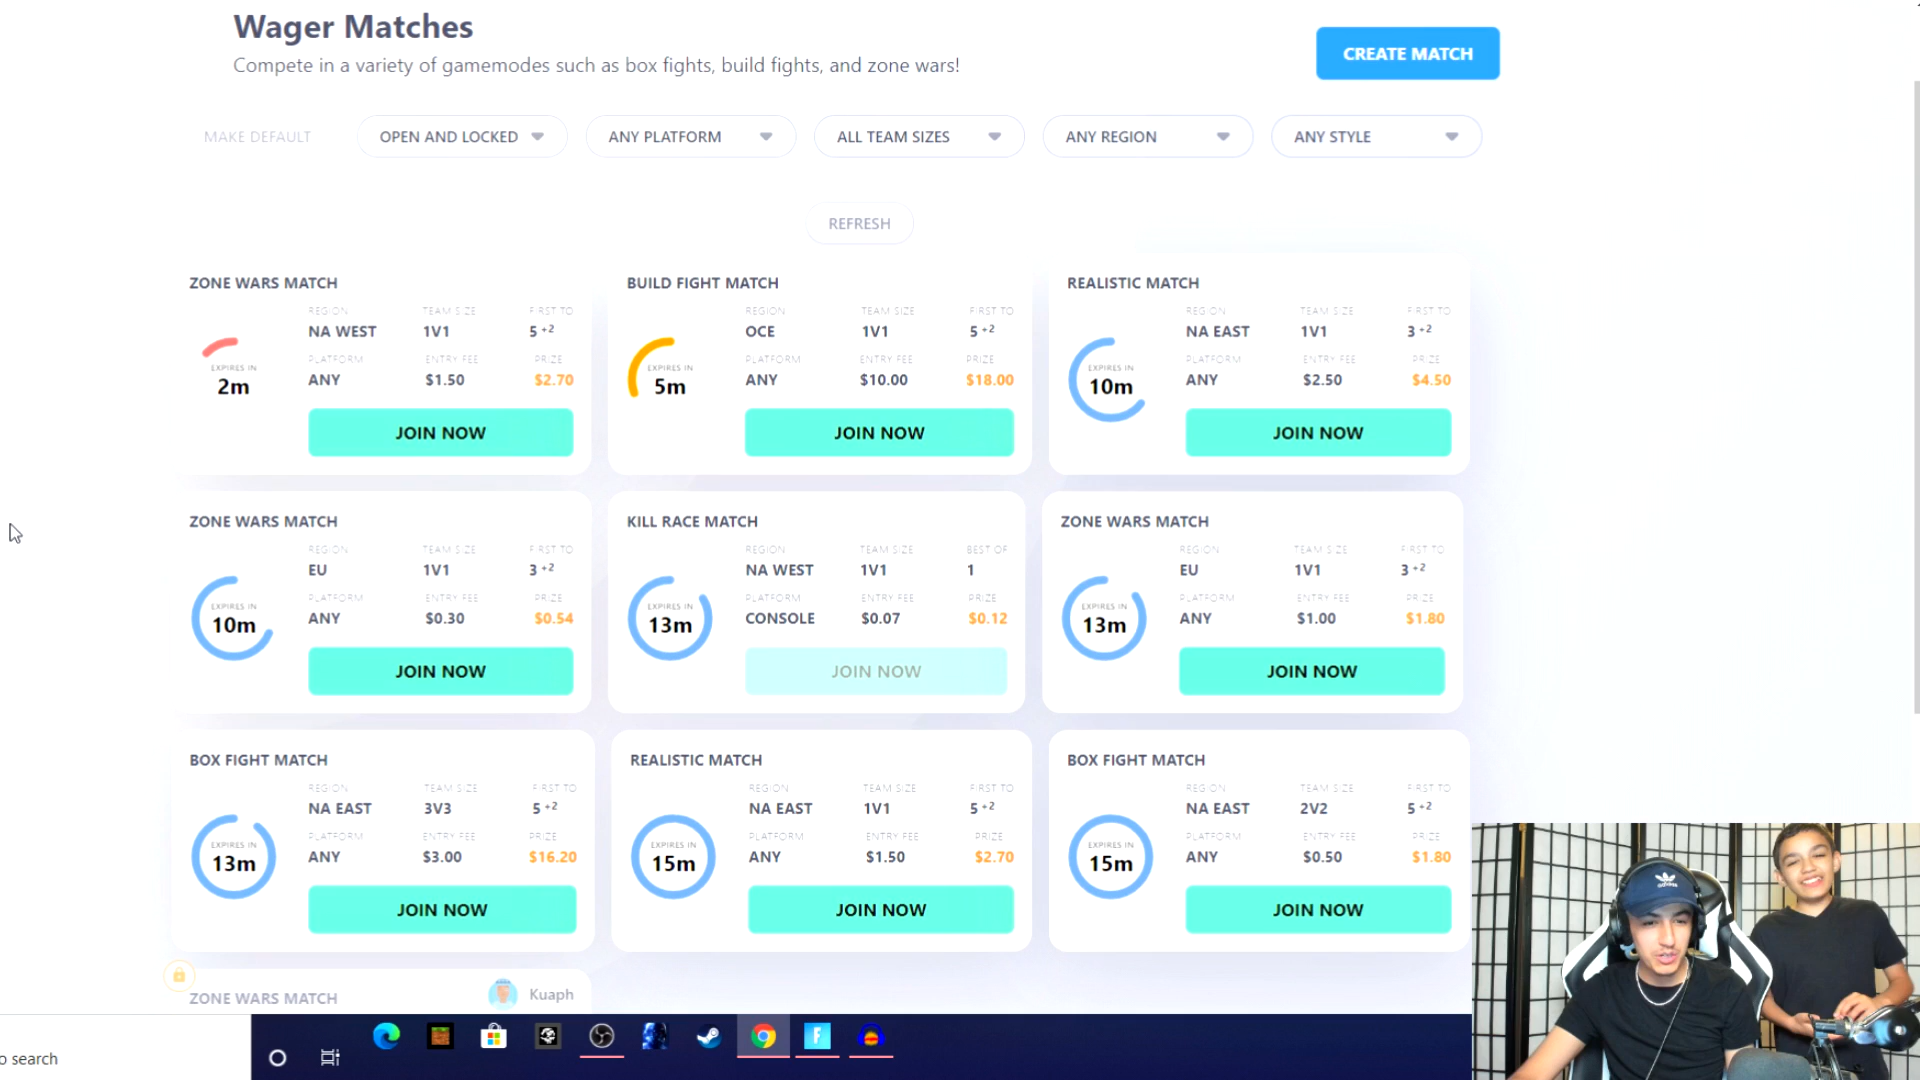 Wager Matches
Compete in a variety of gamemodes such as box fights, build fights, and zone wars!
CREATE MATCH
MAKE DEFAULT
OPEN AND LOCKED
ANY PLATFORM
ALL TEAM SIZES
ANY REGION
ANY STYLE
REFRESH
ZONE WARS MATCH
REGION TEAM SIZE FIRST TO
NA WEST 1V1 5 +2
EXPIRES IN
2m
PLATFORM ENTRY FEE PRIZE
ANY $1.50 $2.70
JOIN NOW
BUILD FIGHT MATCH
REGION TEAM SIZE FIRST TO
OCE 1V1 5 +2
EXPIRES IN
5m
PLATFORM ENTRY FEE PRIZE
ANY $10.00 $18.00
JOIN NOW
REALISTIC MATCH
REGION TEAM SIZE FIRST TO
NA EAST 1V1 3 +2
EXPIRES IN
10m
PLATFORM ENTRY FEE PRIZE
ANY $2.50 $4.50
JOIN NOW
ZONE WARS MATCH
REGION TEAM SIZE FIRST TO
EU 1V1 3 +2
EXPIRES IN
10m
PLATFORM ENTRY FEE PRIZE
ANY $0.30 $0.54
JOIN NOW
KILL RACE MATCH
REGION TEAM SIZE BEST OF
NA WEST 1V1 1
EXPIRES IN
13m
PLATFORM ENTRY FEE PRIZE
CONSOLE $0.07 $0.12
JOIN NOW
ZONE WARS MATCH
REGION TEAM SIZE FIRST TO
EU 1V1 3 +2
EXPIRES IN
13m
PLATFORM ENTRY FEE PRIZE
ANY $1.00 $1.80
JOIN NOW
BOX FIGHT MATCH
REGION TEAM SIZE FIRST TO
NA EAST 3V3 5 +2
EXPIRES IN
13m
PLATFORM ENTRY FEE PRIZE
ANY $3.00 $16.20
JOIN NOW
REALISTIC MATCH
REGION TEAM SIZE FIRST TO
NA EAST 1V1 5 +2
EXPIRES IN
15m
PLATFORM ENTRY FEE PRIZE
ANY $1.50 $2.70
JOIN NOW
BOX FIGHT MATCH
REGION TEAM SIZE FIRST TO
NA EAST 2V2 5 +2
EXPIRES IN
15m
PLATFORM ENTRY FEE PRIZE
ANY $0.50 $1.80
JOIN NOW
ZONE WARS MATCH
Kuaph
o search
F
adidas